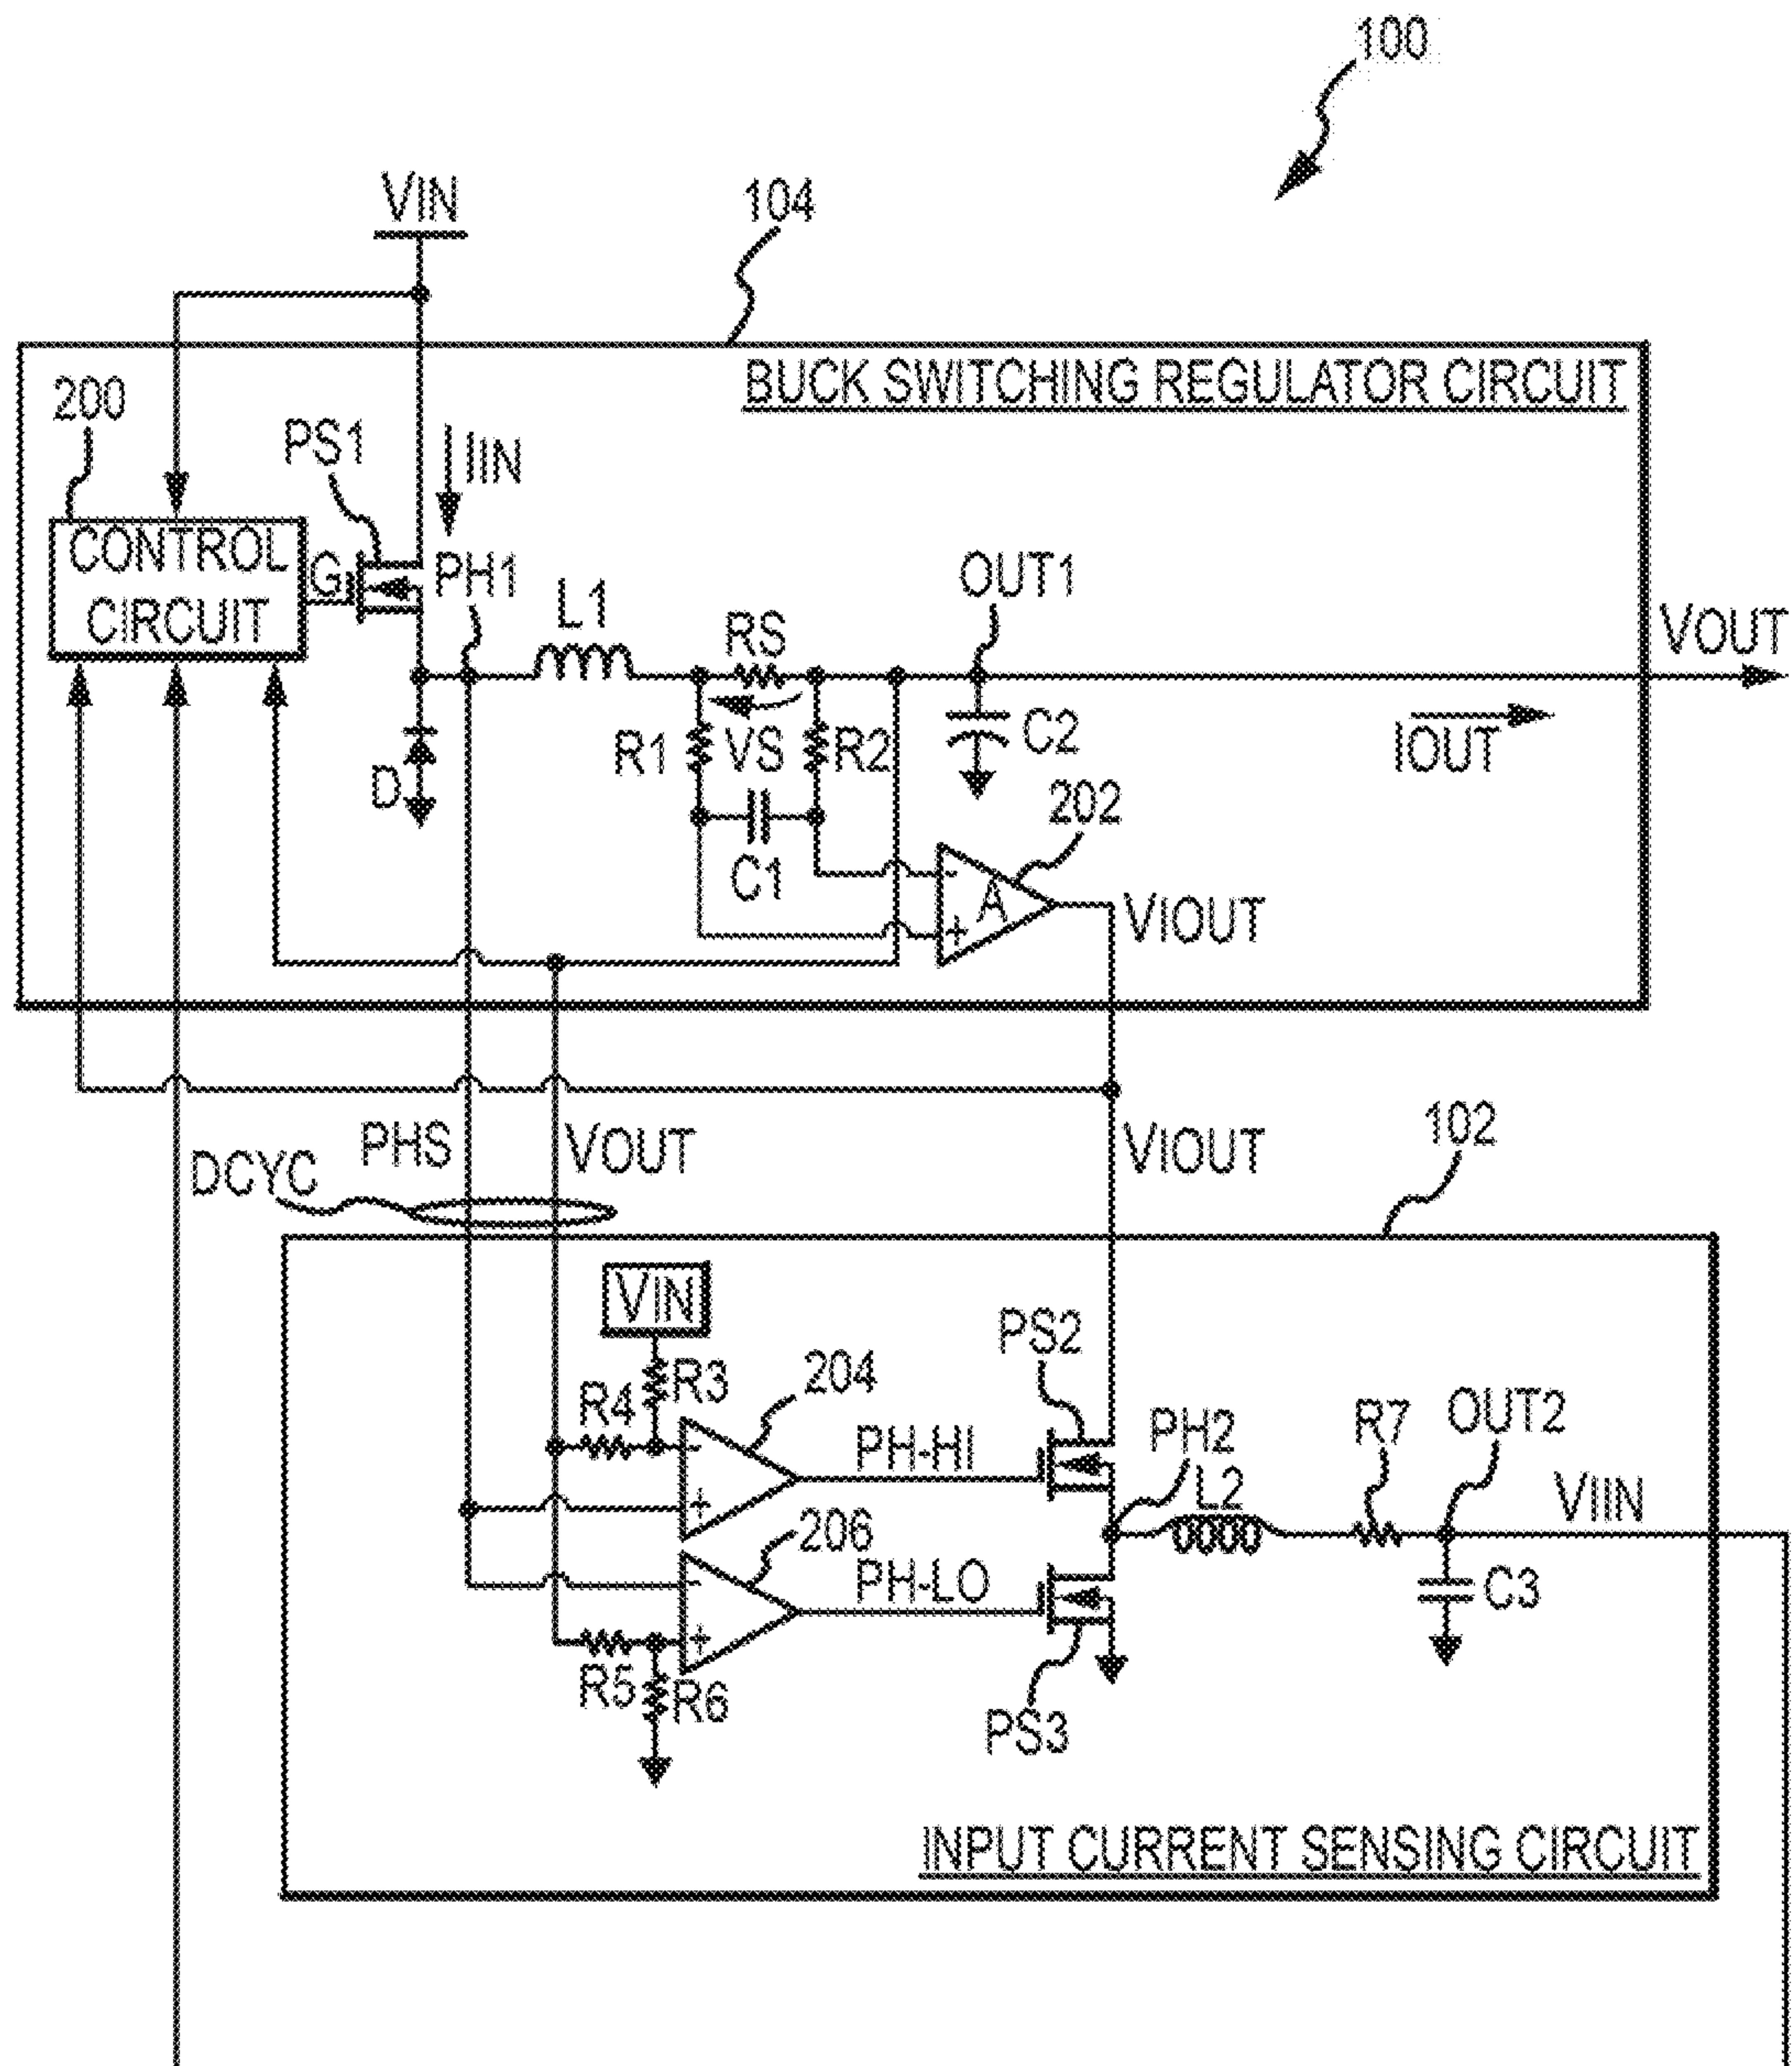 100
VIN
104
BUCK SWITCHING REGULATOR CIRCUIT
200
PS1
IIN
CONTROL
CIRCUIT
G
PH1
L1
RS
OUT1
VOUT
R1
VS
R2
C2
IOUT
D
C1
202
-
A
+
VIOUT
PHS
VOUT
VIOUT
102
DCYC
VIN
PS2
R4
R3
204
-
+
PH-HI
PH2
L2
R7
OUT2
VIIN
206
-
+
PH-LO
C3
R5
R6
PS3
INPUT CURRENT SENSING CIRCUIT